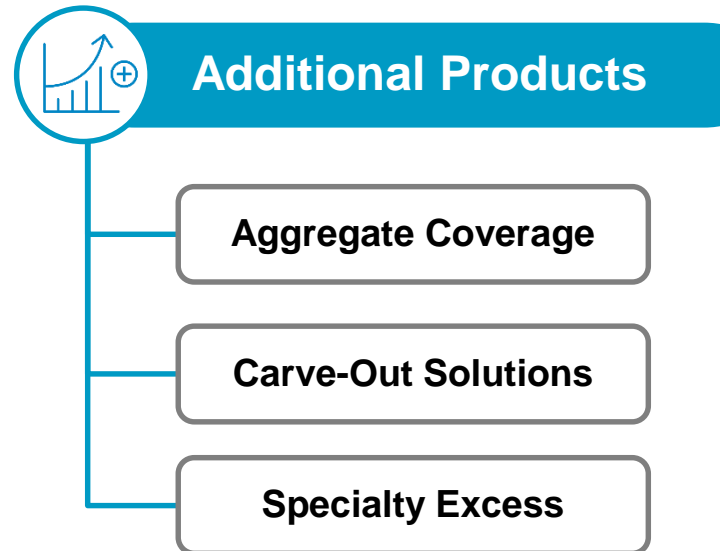 Additional Products
Aggregate Coverage
Carve-Out Solutions
Specialty Excess